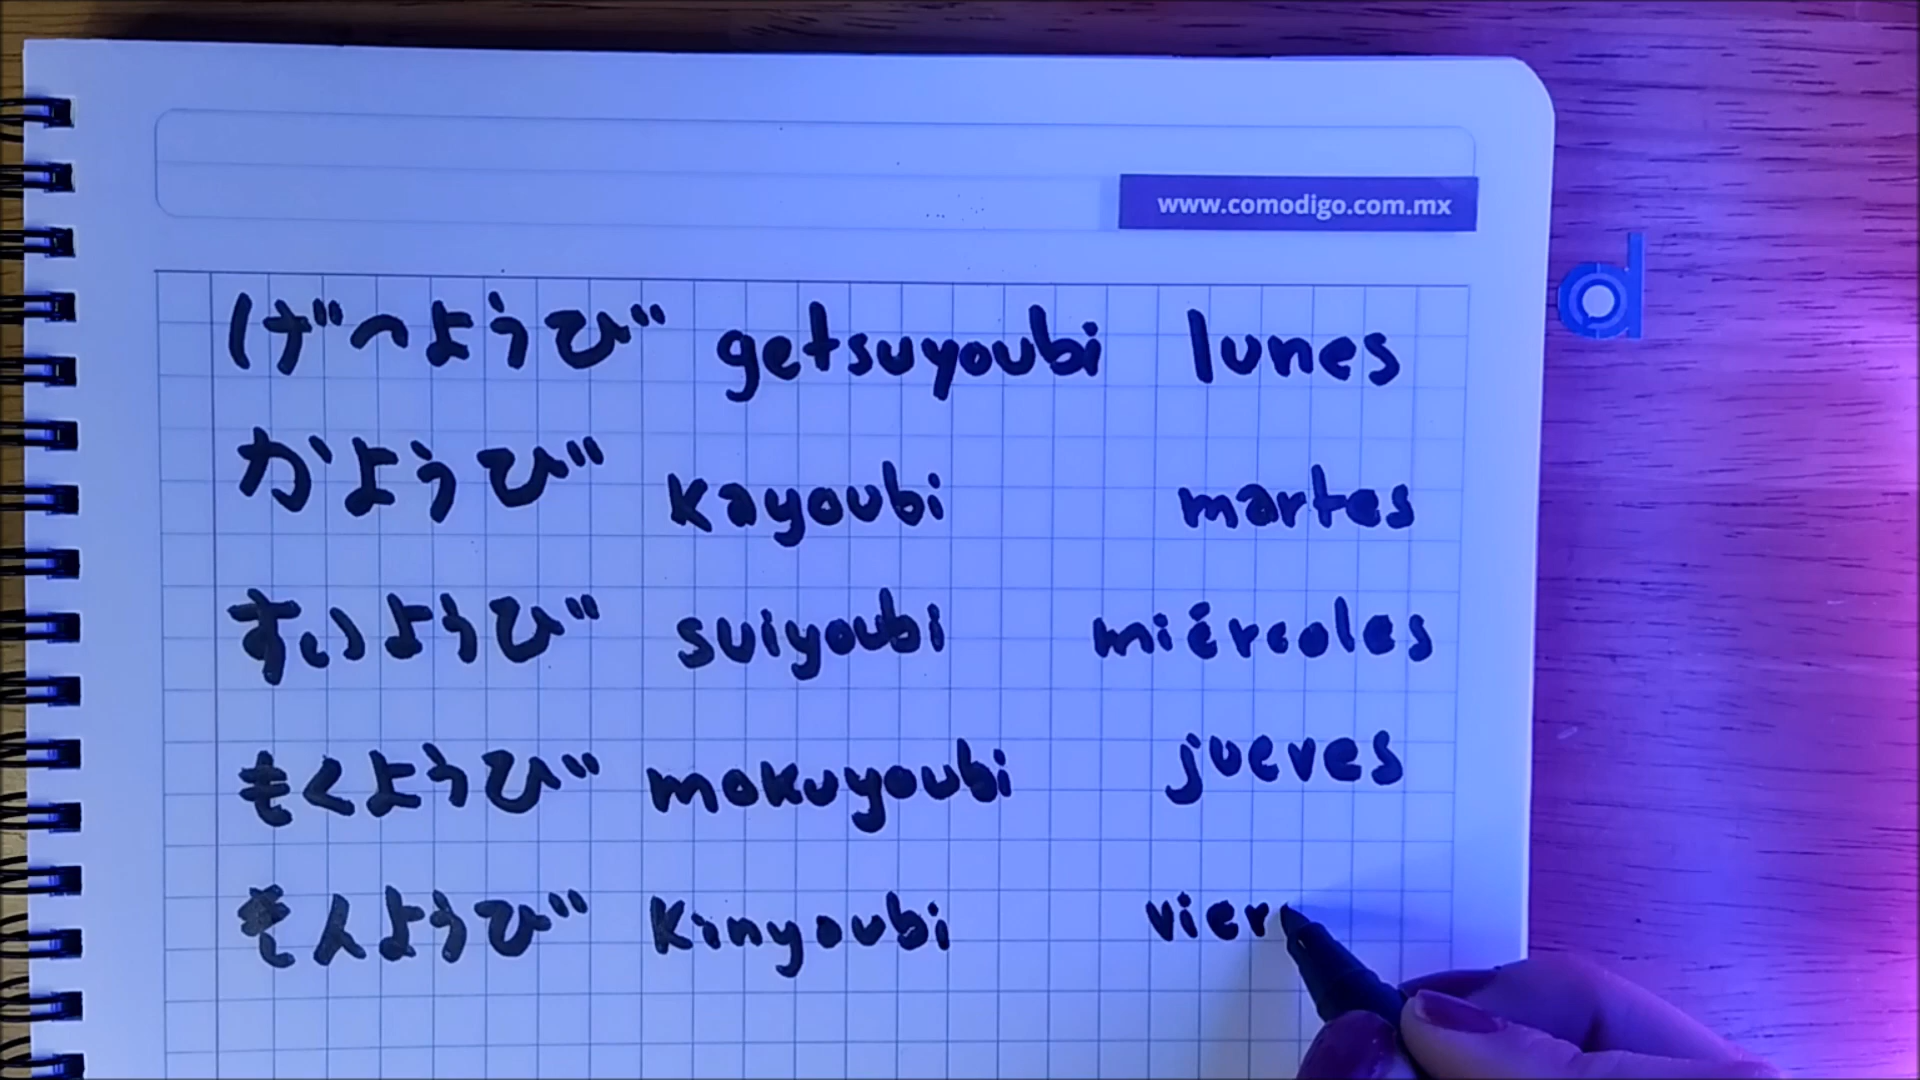 www.comodigo.com.mx
げつようび getsuyoubi lunes
かようび kayoubi martes
すいようび suiyoubi miércoles
もくようび mokuyoubi jueves
きんようび Kinyoubi vier